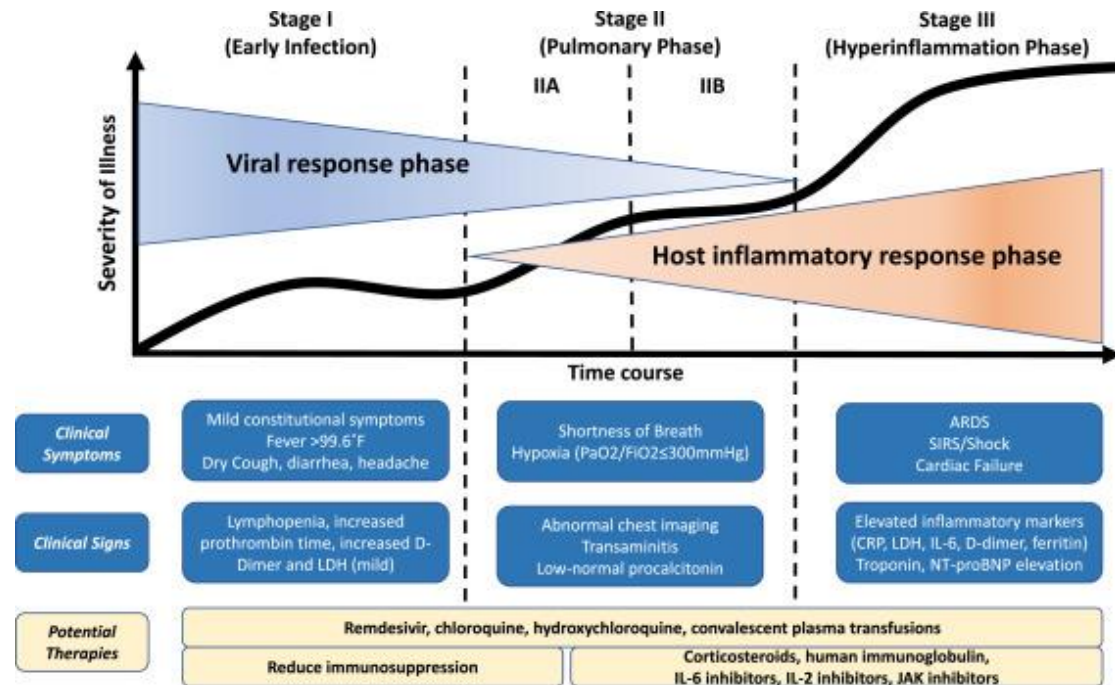 Stage I
(Early Infection)
Stage II
(Pulmonary Phase)
Stage III
(Hyperinflammation Phase)
IIA
IIB
Severity of Illness
Viral response phase
Host inflammatory response phase
Time course
Clinical
Symptoms
Mild constitutional symptoms
Fever >99.6°F
Dry Cough, diarrhea, headache
Shortness of Breath
Hypoxia (PaO2/FiO2≤300mmHg)
ARDS
SIRS/Shock
Cardiac Failure
Clinical Signs
Lymphopenia, increased
prothrombin time, increased D-
Dimer and LDH (mild)
Abnormal chest imaging
Transaminitis
Low-normal procalcitonin
Elevated inflammatory markers
(CRP, LDH, IL-6, D-dimer, ferritin)
Troponin, NT-proBNP elevation
Potential
Therapies
Remdesivir, chloroquine, hydroxychloroquine, convalescent plasma transfusions
Reduce immunosuppression
Corticosteroids, human immunoglobulin,
IL-6 inhibitors, IL-2 inhibitors, JAK inhibitors